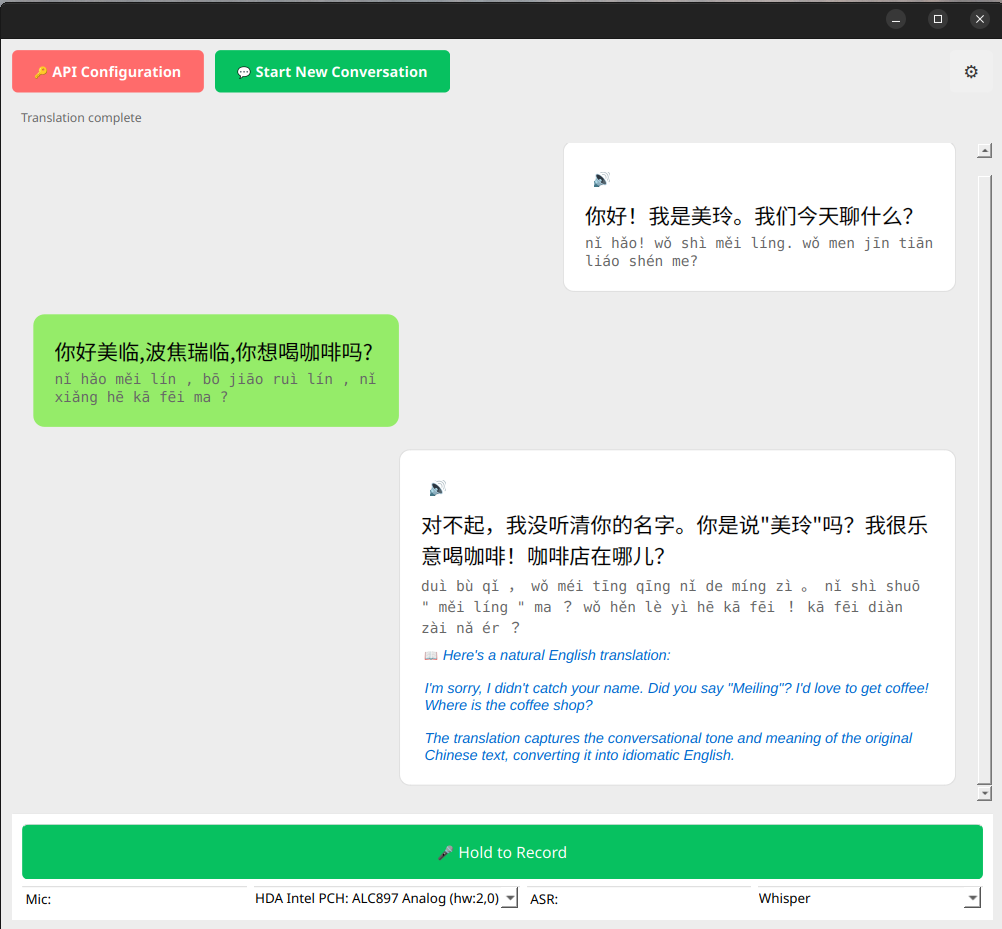 🔑 API Configuration
💬 Start New Conversation
⚙
Translation complete
🔊
你好！我是美玲。我们今天聊什么？
nǐ hǎo! wǒ shì měi líng. wǒ men jīn tiān
liáo shén me?
你好美临,波焦瑞临,你想喝咖啡吗?
nǐ hǎo měi lín , bō jiāo ruì lín , nǐ
xiǎng hē kā fēi ma ?
🔊
对不起，我没听清你的名字。你是说"美玲"吗？我很乐
意喝咖啡！咖啡店在哪儿？
duì bù qǐ ， wǒ méi tīng qīng nǐ de míng zì 。 nǐ shì shuō
" měi líng " ma ？ wǒ hěn lè yì hē kā fēi ！ kā fēi diàn
zài nǎ ér ？
📖 Here's a natural English translation:
I'm sorry, I didn't catch your name. Did you say "Meiling"? I'd love to get coffee!
Where is the coffee shop?
The translation captures the conversational tone and meaning of the original
Chinese text, converting it into idiomatic English.
🎤 Hold to Record
Mic: HDA Intel PCH: ALC897 Analog (hw:2,0) ASR: Whisper